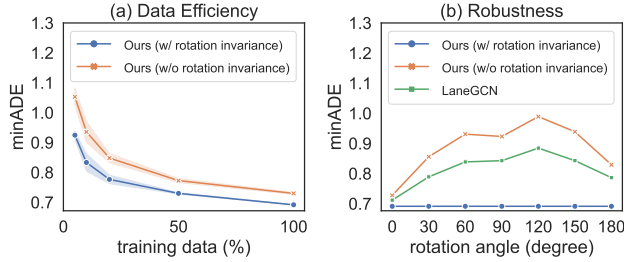 (a) Data Efficiency
1.3
1.2
1.1
1.0
0.9
0.8
0.7
minADE
Ours (w/ rotation invariance)
Ours (w/o rotation invariance)
0
50
100
training data (%)
(b) Robustness
1.3
1.2
1.1
1.0
0.9
0.8
0.7
minADE
Ours (w/ rotation invariance)
Ours (w/o rotation invariance)
LaneGCN
0
30
60
90
120
150
180
rotation angle (degree)